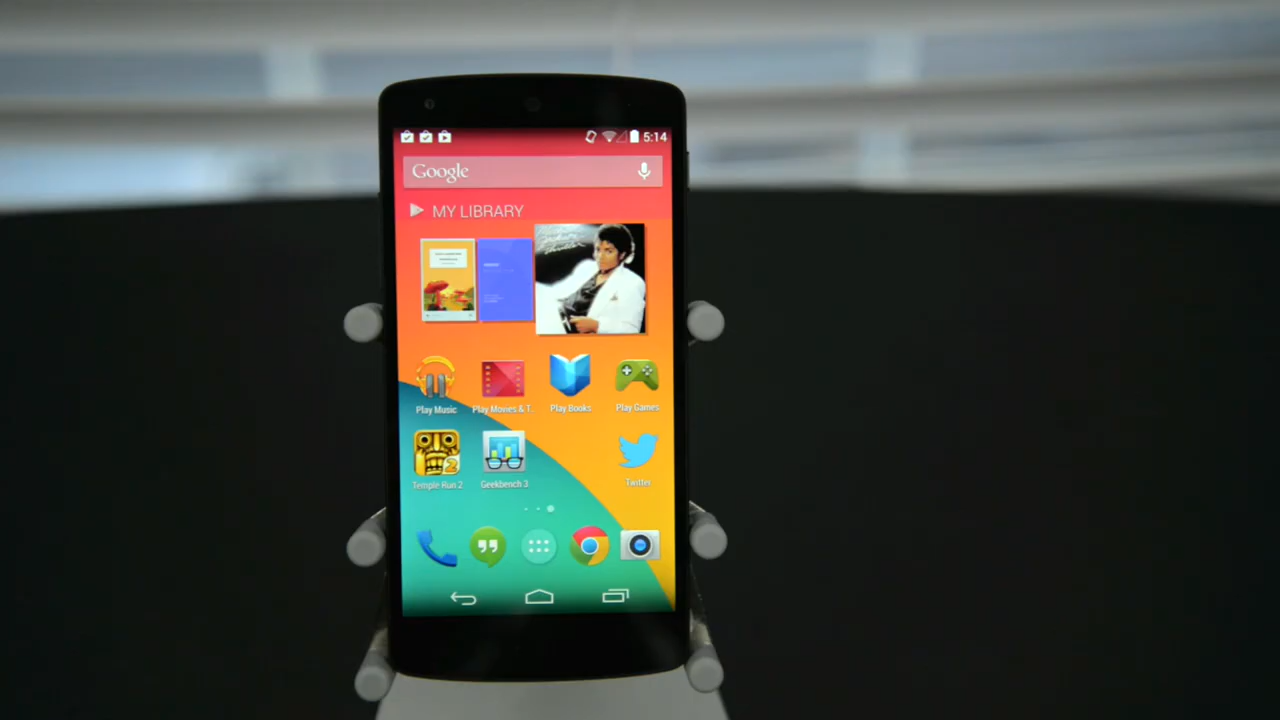 5:14
Google
MY LIBRARY
Play Music Play Movies & T.. Play Books Play Games
2
Temple Run 2 Geekbench 3 Twitter